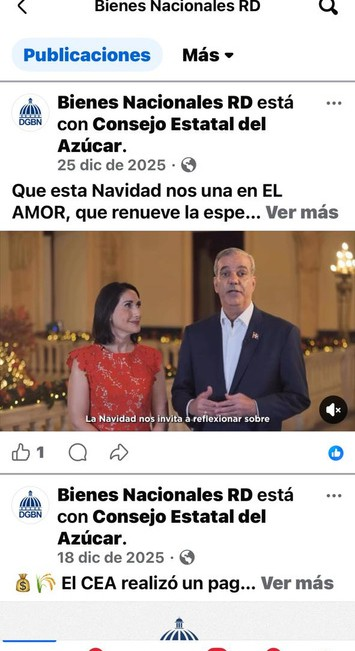 Bienes Nacionales RD
Publicaciones
Más
Bienes Nacionales RD está
con Consejo Estatal del
Azúcar.
25 dic de 2025 ·
Que esta Navidad nos una en EL
AMOR, que renueve la espe... Ver más
La Navidad nos invita a reflexionar sobre
1
DGBN
Bienes Nacionales RD está
con Consejo Estatal del
Azúcar.
18 dic de 2025 ·
El CEA realizó un pag... Ver más
DGBN